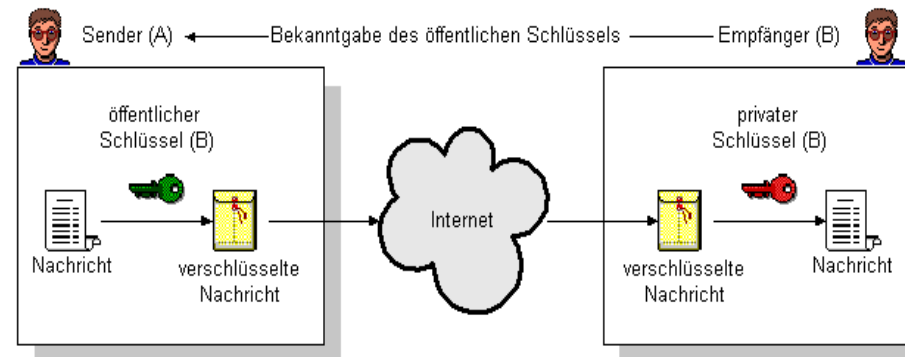 Sender (A)
Bekanntgabe des öffentlichen Schlüssels
Empfänger (B)
öffentlicher
Schlüssel (B)
Nachricht
verschlüsselte
Nachricht
Internet
privater
Schlüssel (B)
verschlüsselte
Nachricht
Nachricht